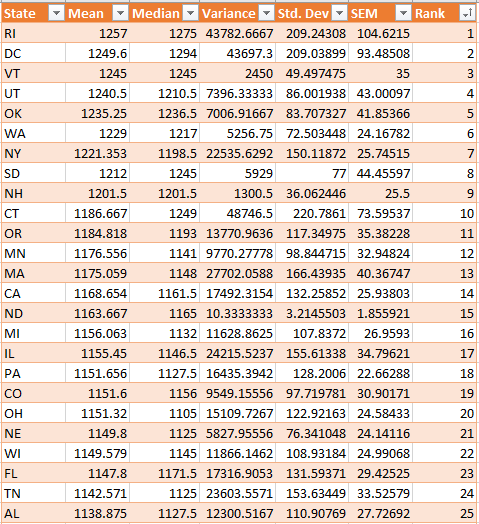 State Mean Median Variance Std. Dev SEM Rank
RI 1257 1275 43782.6667 209.24308 104.6215 1
DC 1249.6 1294 43697.3 209.03899 93.48508 2
VT 1245 1245 2450 49.497475 35 3
UT 1240.5 1210.5 7396.33333 86.001938 43.00097 4
OK 1235.25 1236.5 7006.91667 83.707327 41.85366 5
WA 1229 1217 5256.75 72.503448 24.16782 6
NY 1221.353 1198.5 22535.6292 150.11872 25.74515 7
SD 1212 1245 5929 77 44.45597 8
NH 1201.5 1201.5 1300.5 36.062446 25.5 9
CT 1186.667 1249 48746.5 220.7861 73.59537 10
OR 1184.818 1193 13770.9636 117.34975 35.38228 11
MN 1176.556 1141 9770.27778 98.844715 32.94824 12
MA 1175.059 1148 27702.0588 166.43935 40.36747 13
CA 1168.654 1161.5 17492.3154 132.25852 25.93803 14
ND 1163.667 1165 10.3333333 3.2145503 1.855921 15
MI 1156.063 1132 11628.8625 107.8372 26.9593 16
IL 1155.45 1146.5 24215.5237 155.61338 34.79621 17
PA 1151.656 1127.5 16435.3942 128.2006 22.66288 18
CO 1151.6 1156 9549.15556 97.719781 30.90171 19
OH 1151.32 1105 15109.7267 122.92163 24.58433 20
NE 1149.8 1125 5827.95556 76.341048 24.14116 21
WI 1149.579 1145 11866.1462 108.93184 24.99068 22
FL 1147.8 1171.5 17316.9053 131.59371 29.42525 23
TN 1142.571 1125 23603.5571 153.63449 33.52579 24
AL 1138.875 1127.5 12300.5167 110.90769 27.72692 25